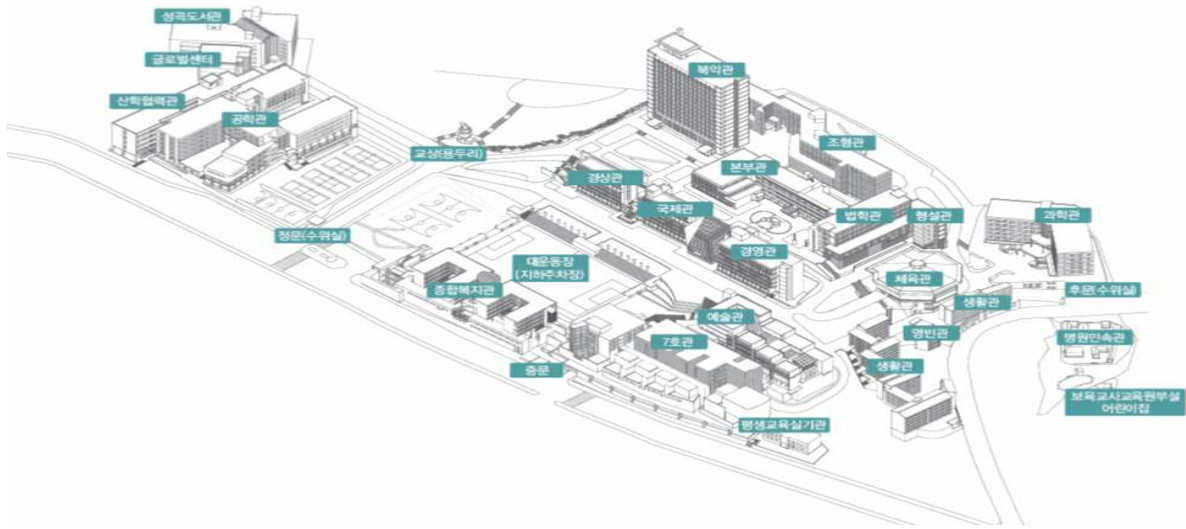 성곡도서관
글로벌센터
산학협력관
공학관
북악관
조형관
교상(용두리)
본부관
경상관
국제관
법학관
형설관
과학관
정문(수위실)
경영관
대운동장
(지하주차장)
체육관
종합복지관
생활관
후문(수위실)
예술관
영빈관
명원민속관
7호관
생활관
중문
보육교사교육원부설
어린이집
평생교육실기관